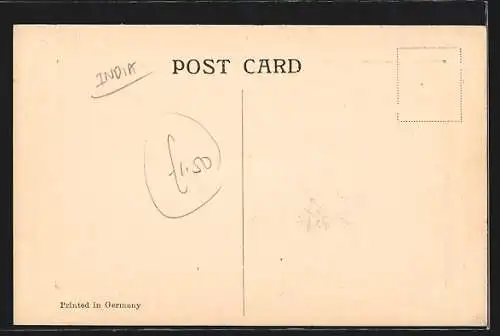 INDIA
POST CARD
£1.50
Printed in Germany